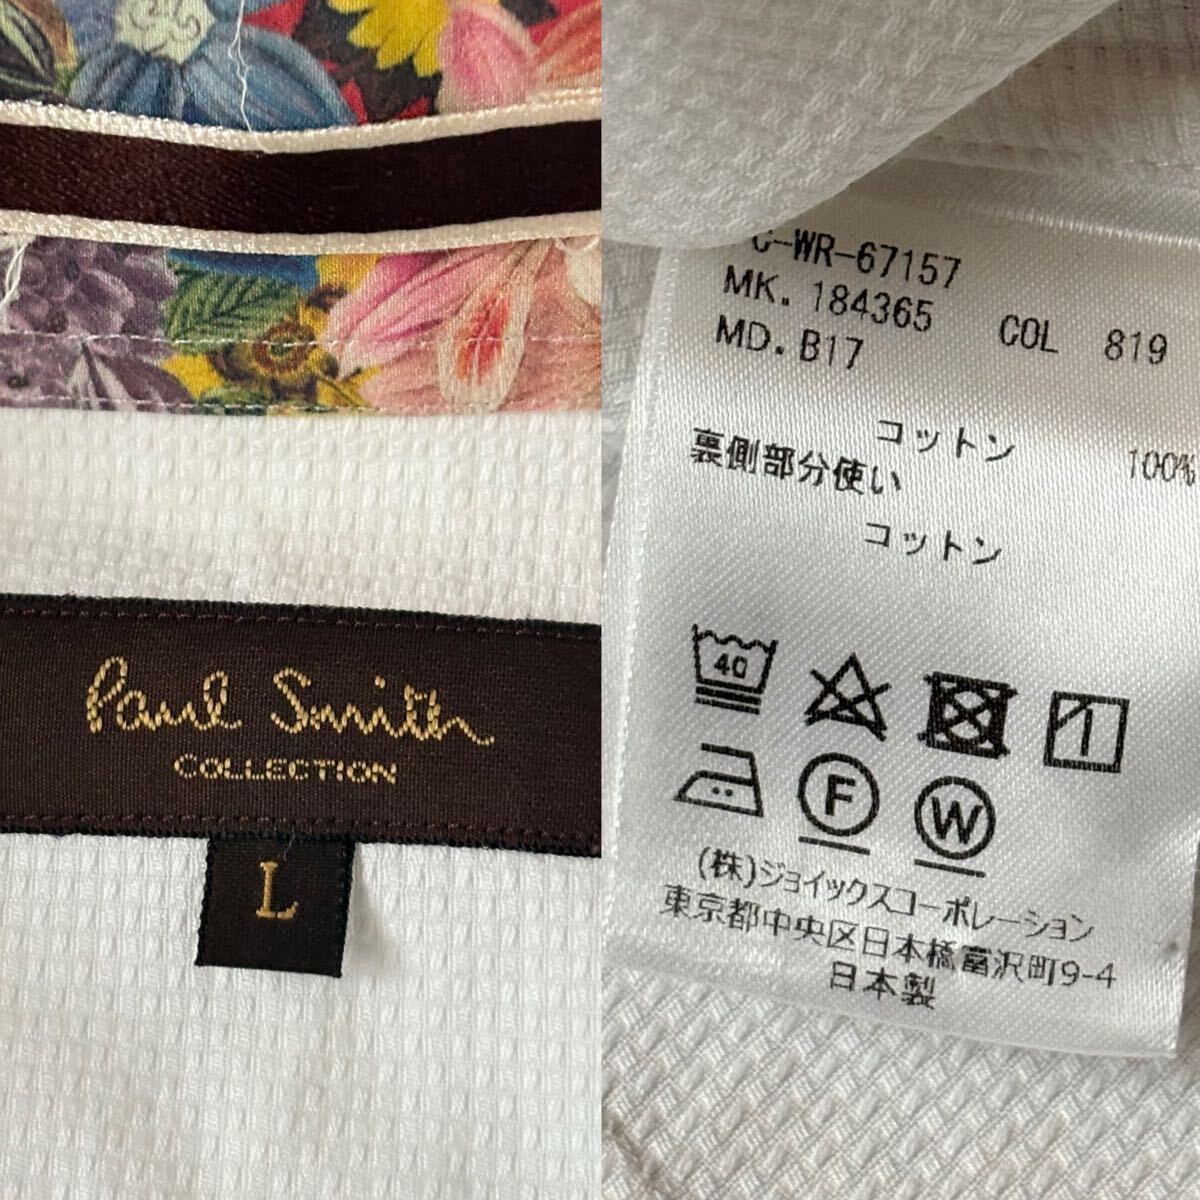 Paul Smith
COLLECTION
L
C-WR-67157
MK. 184365 COL 819
MD. B17
コットン 100%
裏側部分使い
コットン
40
1
F W
(株)ジョイックスコーポレーション
東京都中央区日本橋富沢町9-4
日本製